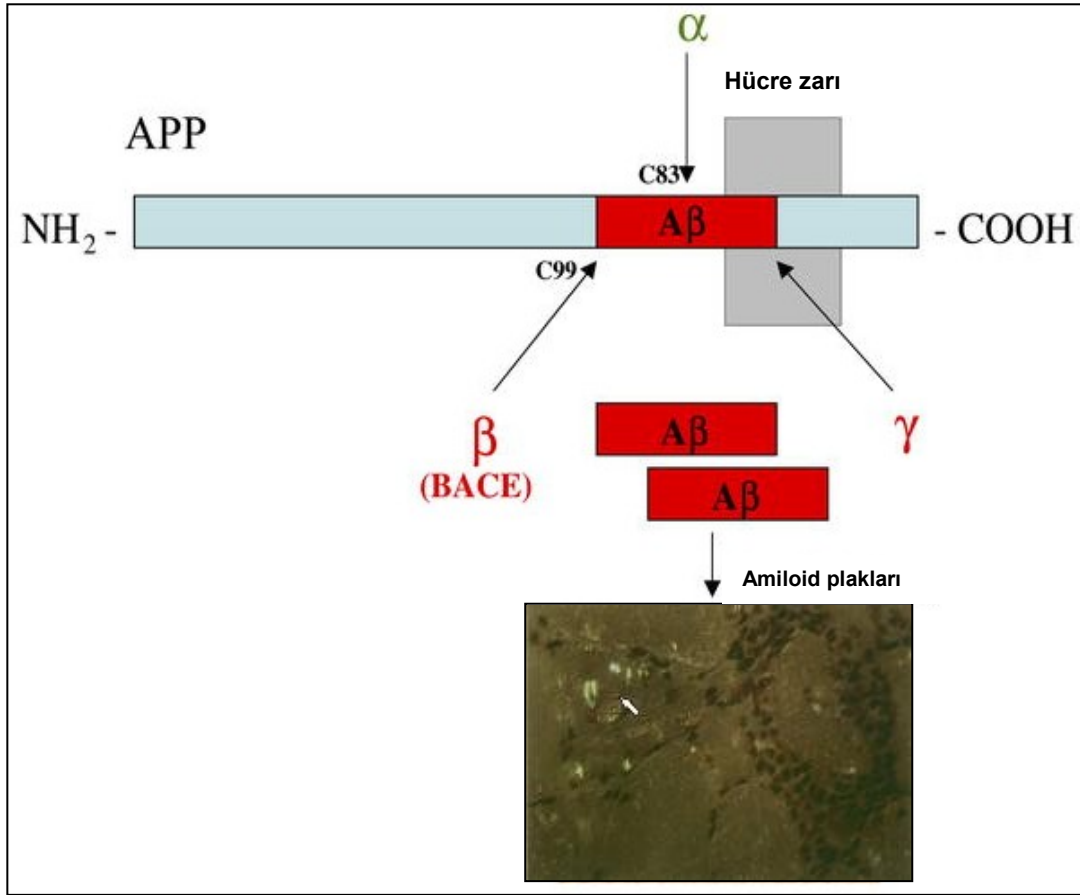 α
Hücre zarı
APP
C83
NH₂ -
Aβ
- COOH
C99
β
(BACE)
γ
Aβ
Aβ
Amiloid plakları